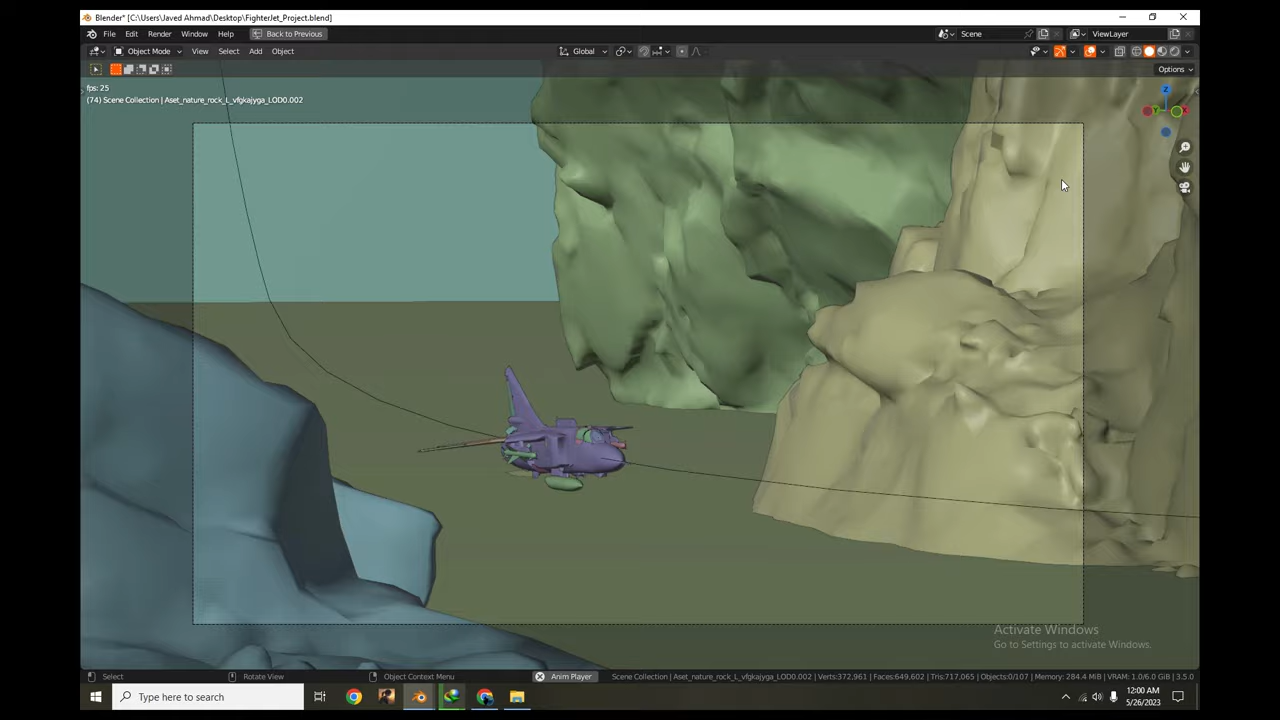 Blender* [C:\Users\Javed Ahmad\Desktop\FighterJet_Project.blend]
File Edit Render Window Help Back to Previous Scene ViewLayer
Object Mode View Select Add Object Global
Options
fps: 25
(74) Scene Collection | Aset_nature_rock_L_vfgkajyga_LOD0.002
Z
Y X
Activate Windows
Go to Settings to activate Windows.
Select Rotate View Object Context Menu Anim Player Scene Collection | Aset_nature_rock_L_vfgkajyga_LOD0.002 | Verts:372,961 | Faces:649,602 | Tris:717,065 | Objects:0/107 | Memory: 284.4 MiB | VRAM: 1.0/6.0 GiB | 3.5.0
Type here to search
12:00 AM
5/26/2023